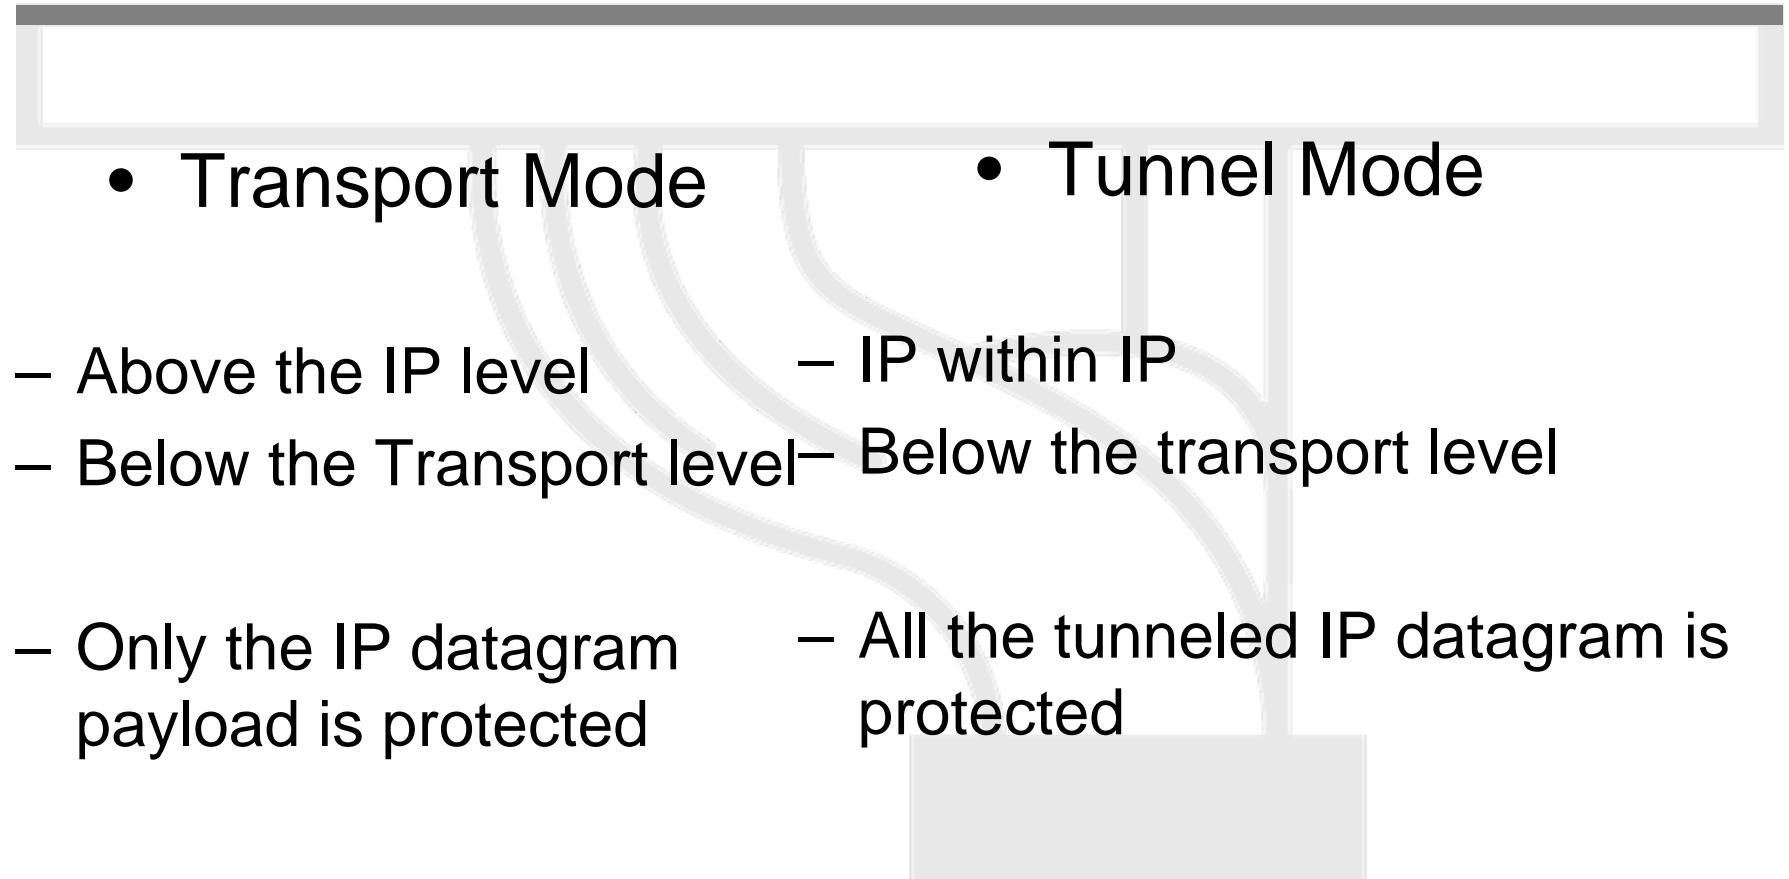 • Transport Mode
– Above the IP level
– Below the Transport level
– Only the IP datagram
payload is protected
• Tunnel Mode
– IP within IP
– Below the transport level
– All the tunneled IP datagram is
protected